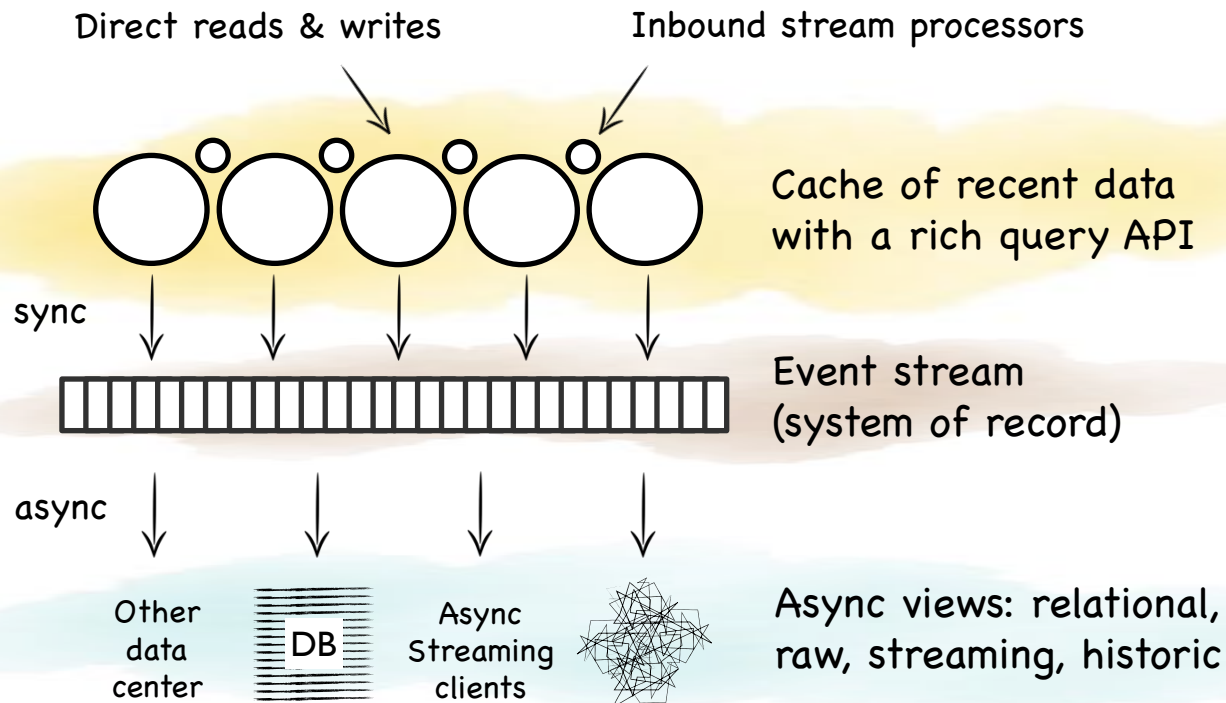 Direct reads & writes
Inbound stream processors
Cache of recent data
with a rich query API
sync
Event stream
(system of record)
async
Other
data
center
DB
Async
Streaming
clients
Async views: relational,
raw, streaming, historic